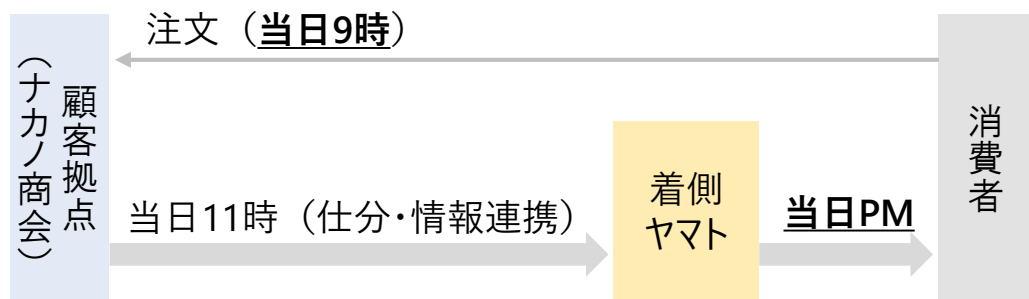 注文（当日9時）
顧客拠点
（ナカノ商会）
当日11時（仕分・情報連携）
着側
ヤマト
当日PM
消費者